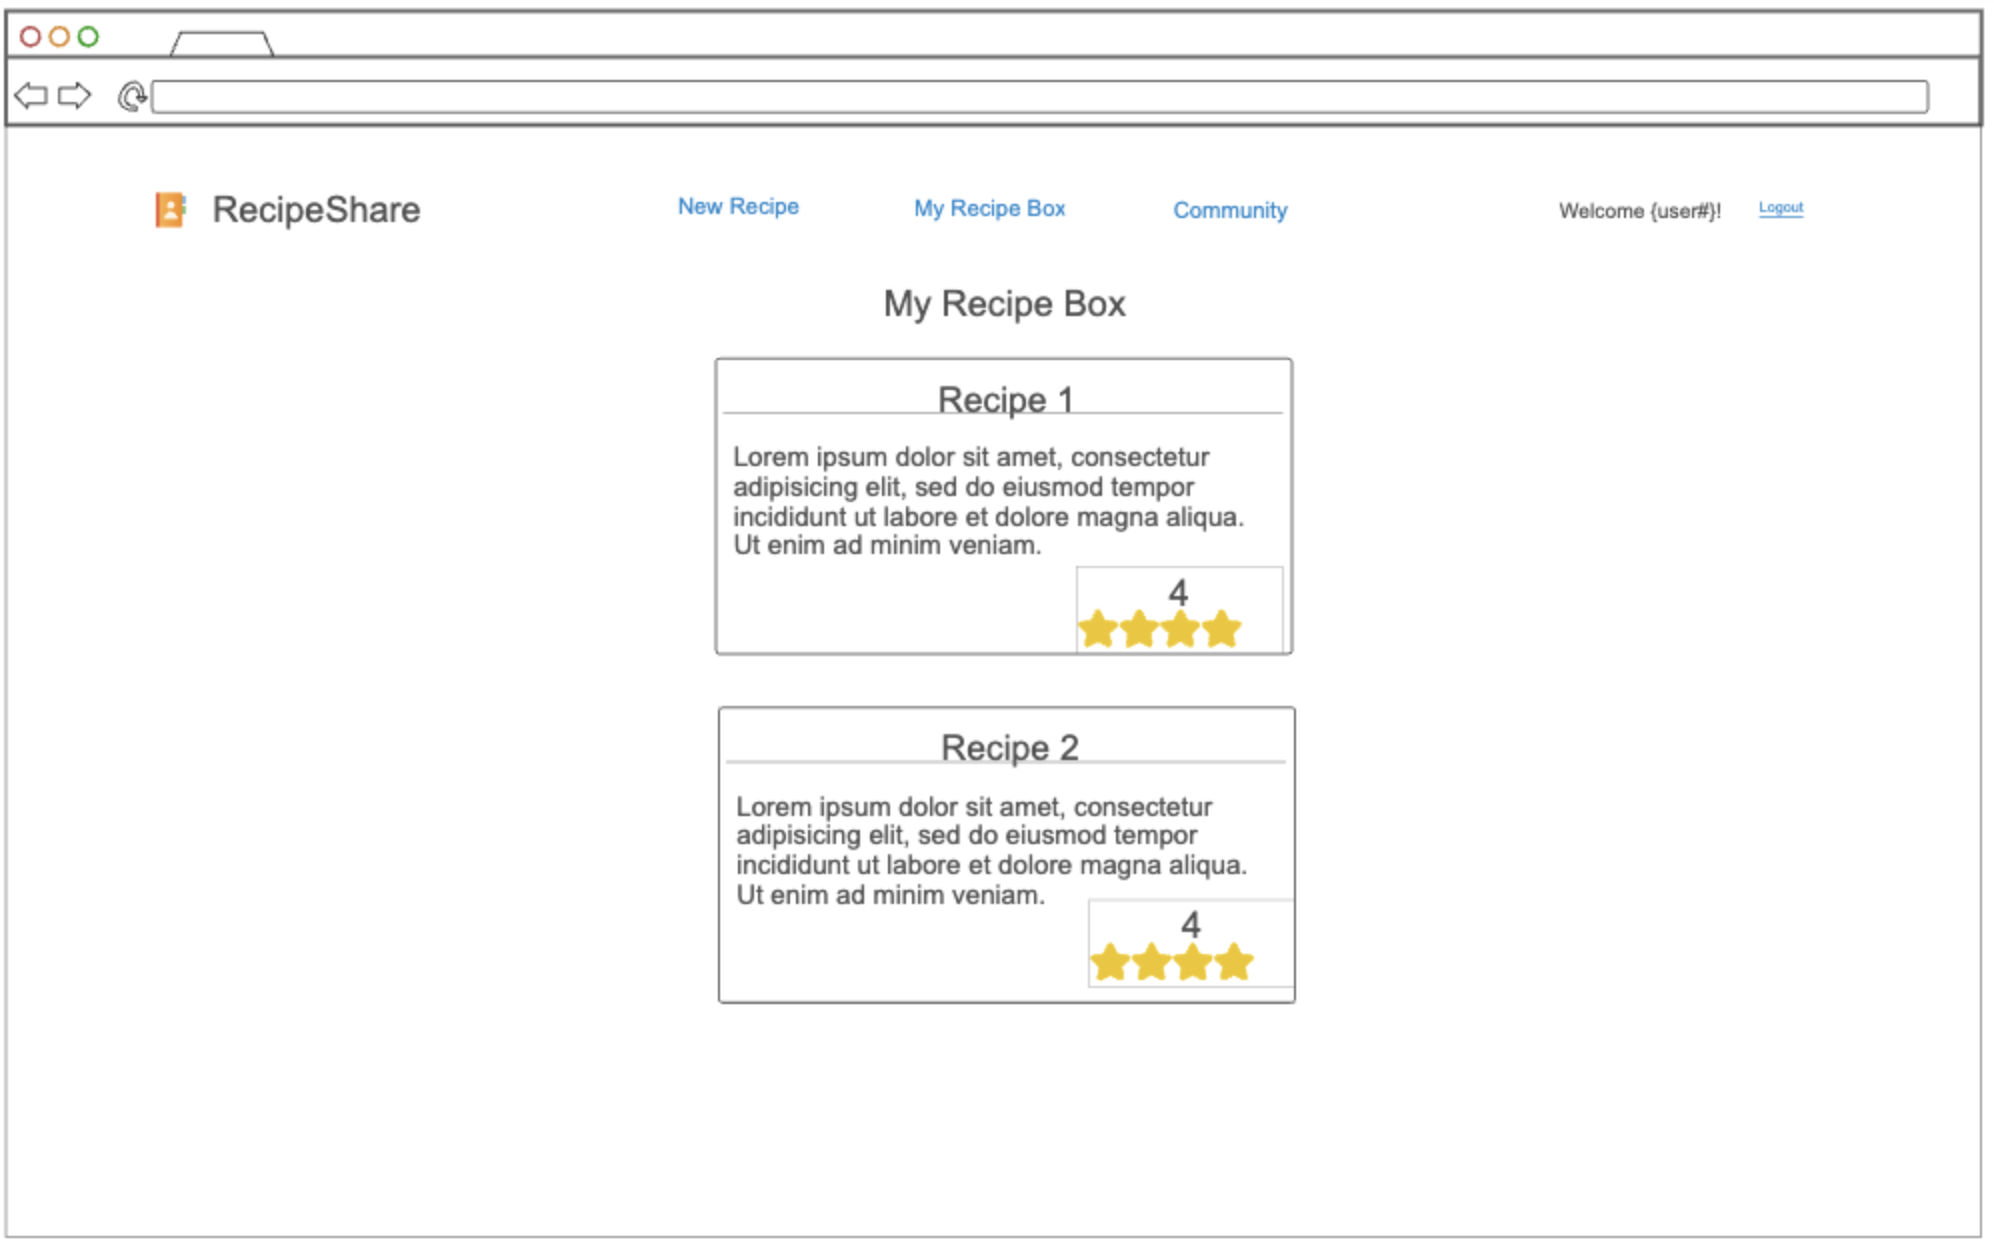 RecipeShare
New Recipe
My Recipe Box
Community
Welcome {user#}!
Logout
My Recipe Box
Recipe 1
Lorem ipsum dolor sit amet, consectetur
adipisicing elit, sed do eiusmod tempor
incididunt ut labore et dolore magna aliqua.
Ut enim ad minim veniam.
4
Recipe 2
Lorem ipsum dolor sit amet, consectetur
adipisicing elit, sed do eiusmod tempor
incididunt ut labore et dolore magna aliqua.
Ut enim ad minim veniam.
4